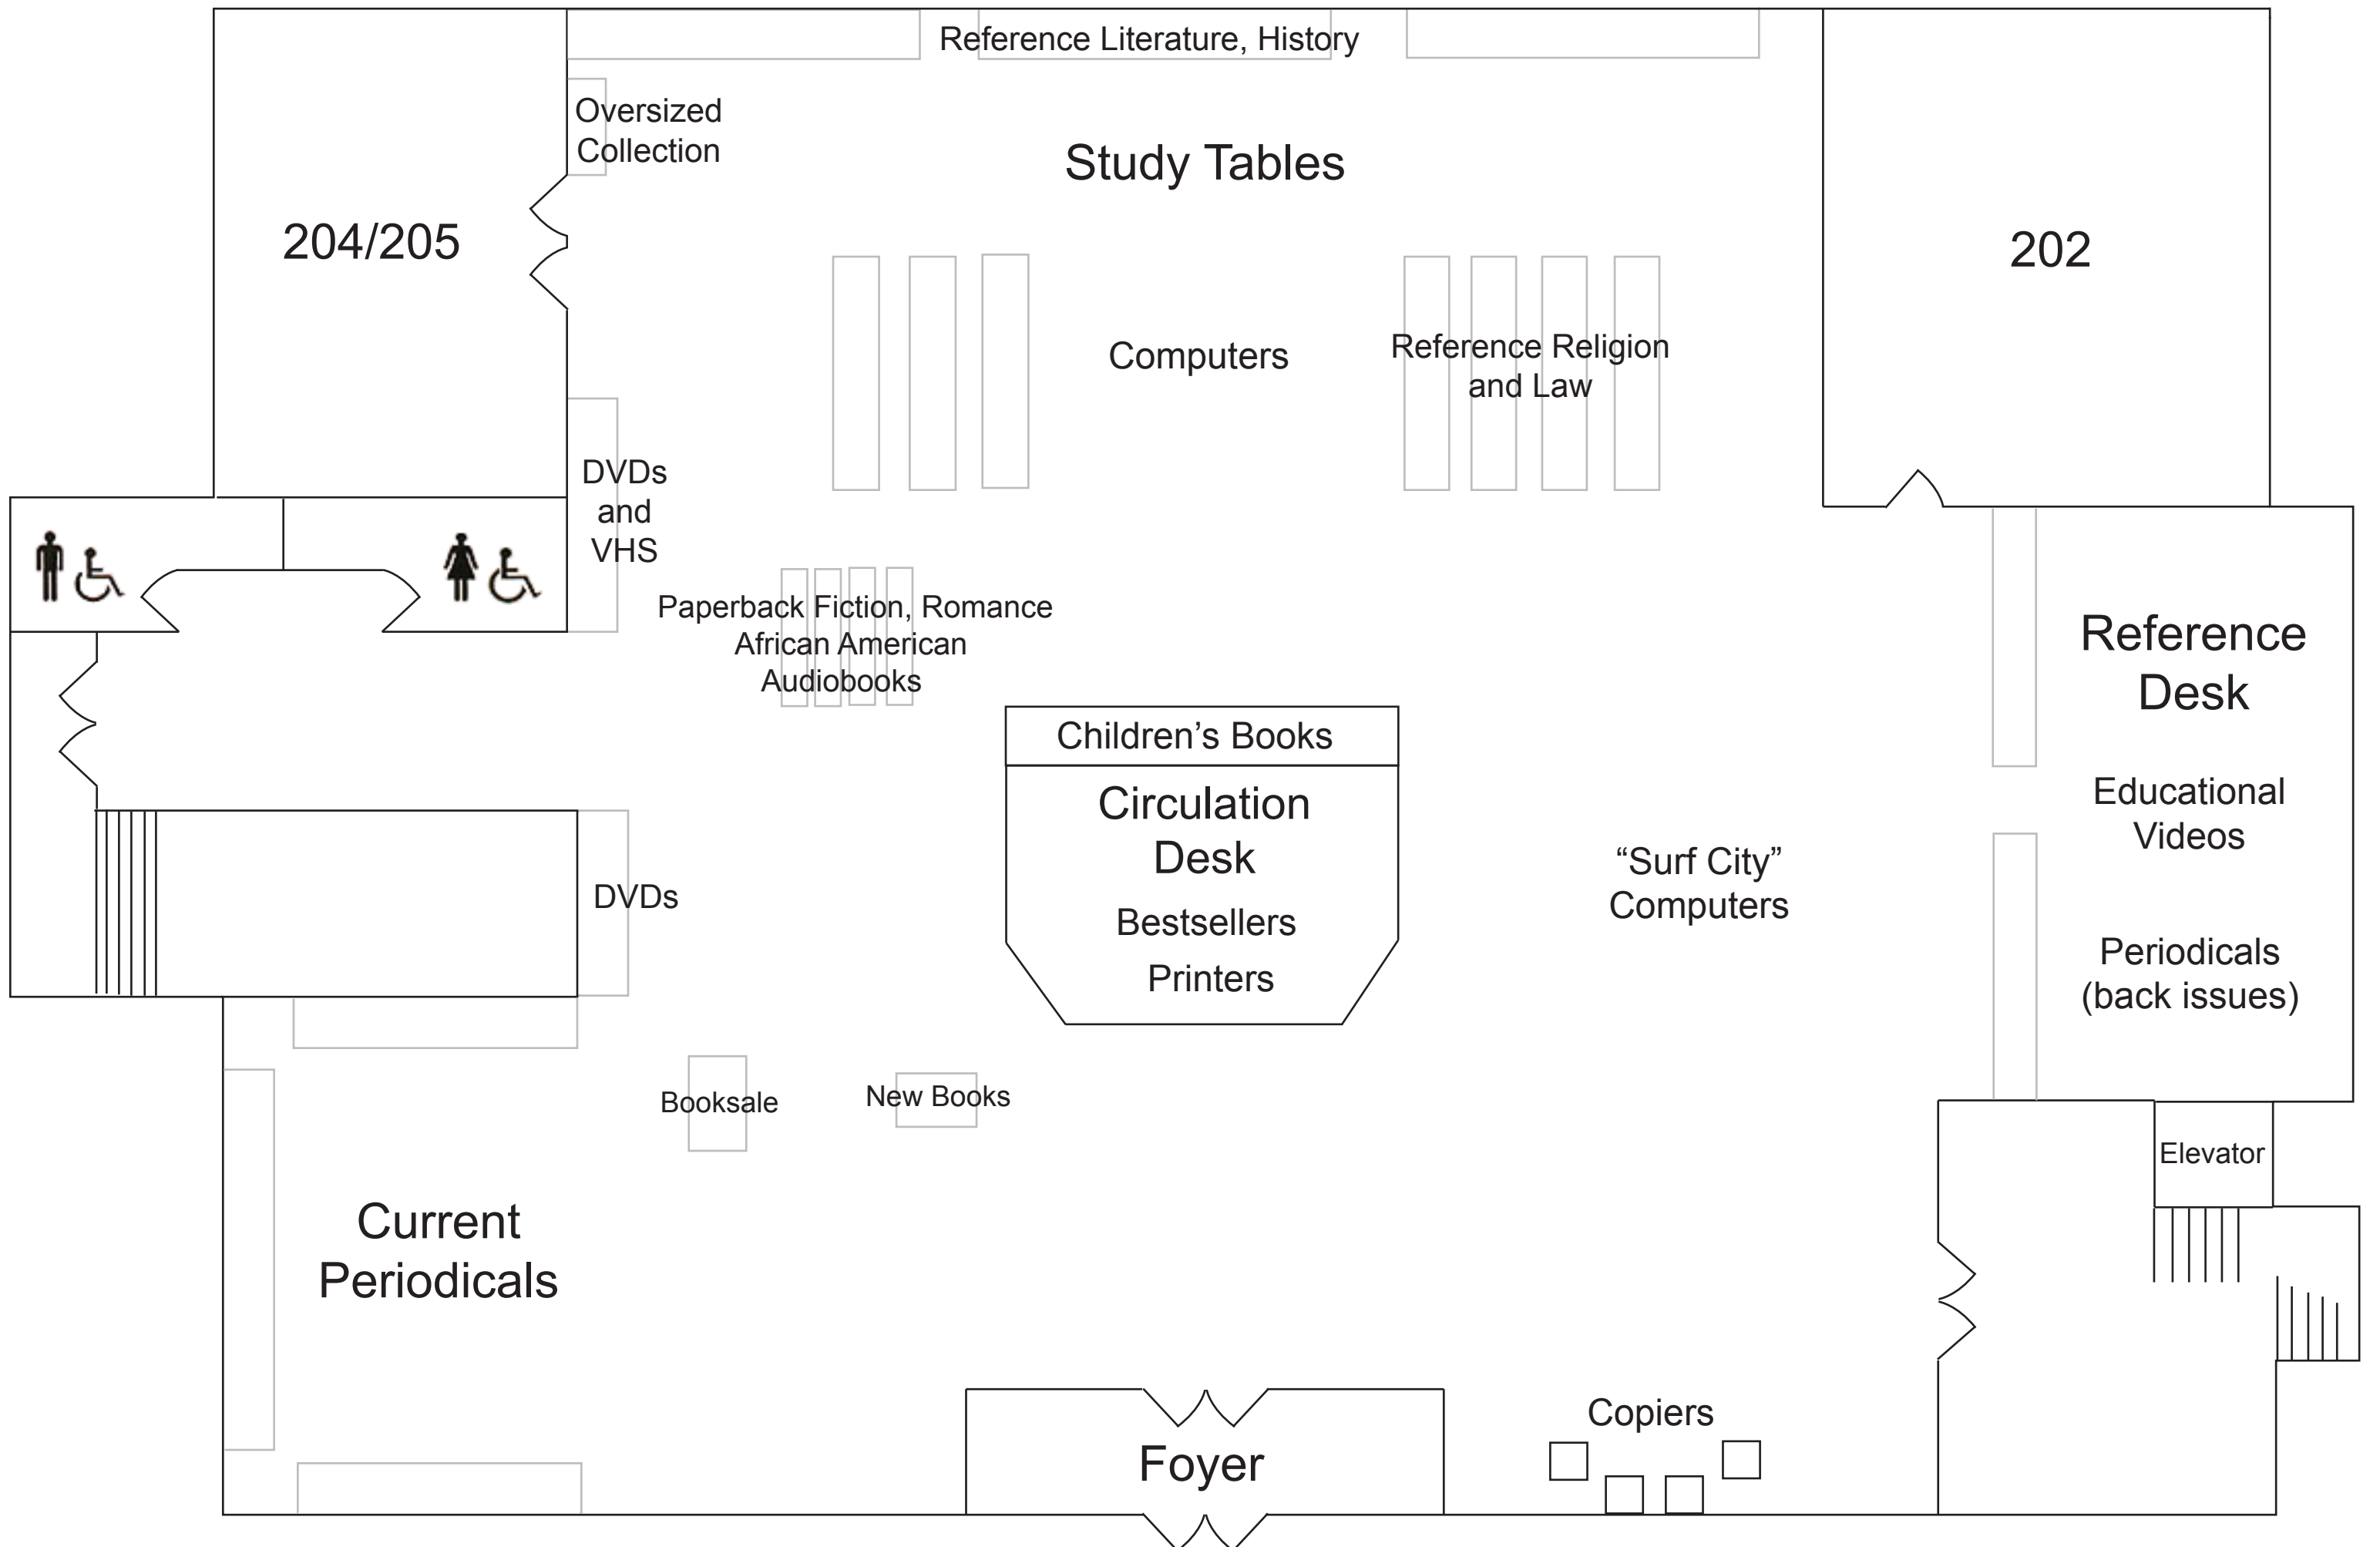 Reference Literature, History
Oversized
Collection
Study Tables
204/205
202
Computers
Reference Religion
and Law
DVDs
and
VHS
Paperback Fiction, Romance
African American
Audiobooks
Reference
Desk
Children’s Books
Circulation
Desk
Bestsellers
Printers
Educational
Videos
“Surf City”
Computers
DVDs
Periodicals
(back issues)
Booksale
New Books
Elevator
Current
Periodicals
Copiers
Foyer